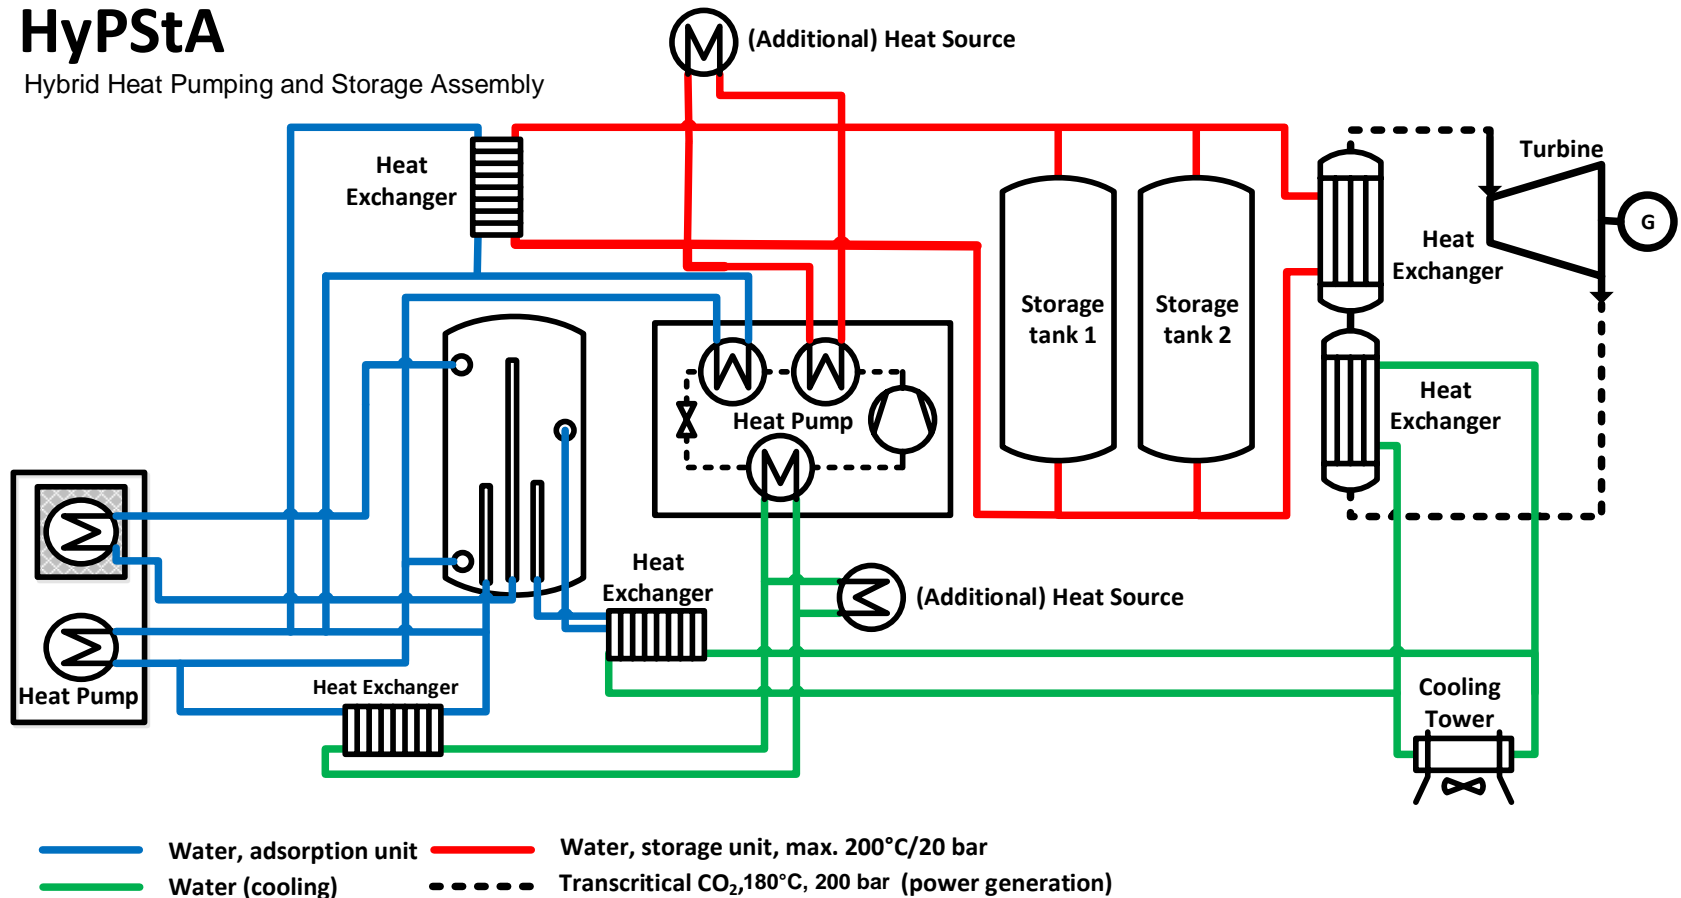 HyPStA
Hybrid Heat Pumping and Storage Assembly
(Additional) Heat Source
Heat
Exchanger
Turbine
G
Heat
Exchanger
Storage
tank 1
Storage
tank 2
Heat Pump
Heat
Exchanger
Heat
Exchanger
(Additional) Heat Source
Heat Pump
Heat Exchanger
Cooling
Tower
Water, adsorption unit
Water, storage unit, max. 200°C/20 bar
Water (cooling)
Transcritical CO₂,180°C, 200 bar (power generation)